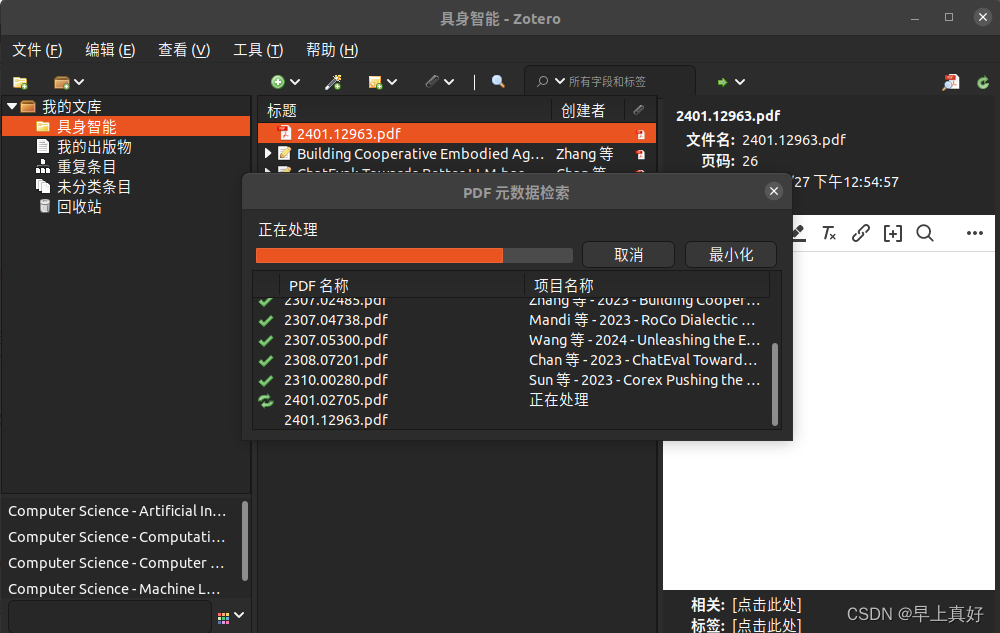 具身智能 - Zotero
文件 (F) 编辑 (E) 查看 (V) 工具 (T) 帮助 (H)
所有字段和标签
我的文库
具身智能
我的出版物
重复条目
未分类条目
回收站
标题 创建者
2401.12963.pdf
Building Cooperative Embodied Ag... Zhang 等
2401.12963.pdf
文件名: 2401.12963.pdf
页码: 26
/27 下午12:54:57
PDF 元数据检索
正在处理
取消 最小化
PDF 名称 项目名称
2307.02485.pdf Zhang 等 - 2023 - Building Cooper...
2307.04738.pdf Mandi 等 - 2023 - RoCo Dialectic ...
2307.05300.pdf Wang 等 - 2024 - Unleashing the E...
2308.07201.pdf Chan 等 - 2023 - ChatEval Toward...
2310.00280.pdf Sun 等 - 2023 - Corex Pushing the ...
2401.02705.pdf 正在处理
2401.12963.pdf
Computer Science - Artificial In...
Computer Science - Computati...
Computer Science - Computer ...
Computer Science - Machine L...
相关: [点击此处]
标签: [点击此处]
CSDN @早上真好